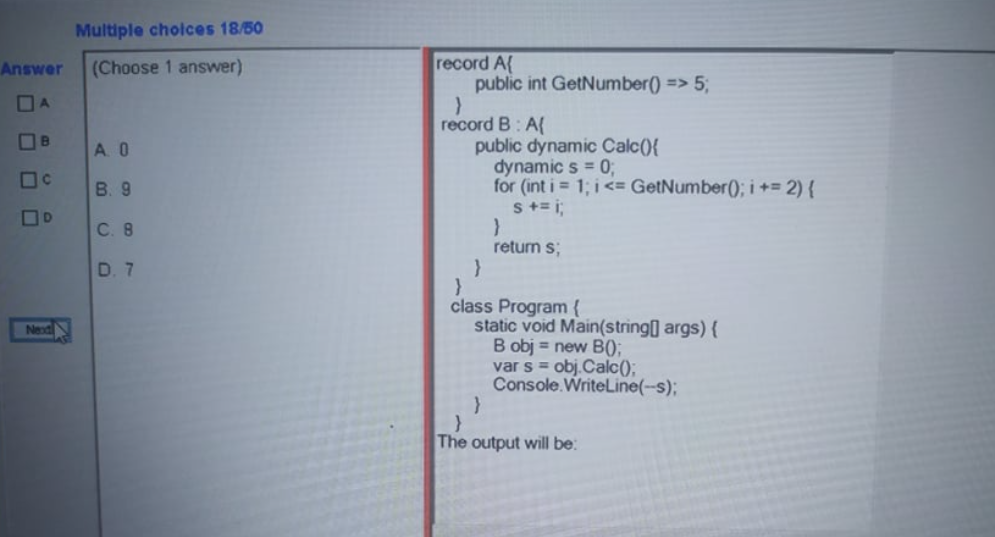 Multiple choices 18/50
Answer
(Choose 1 answer)
A
B
C
D
A. 0
B. 9
C. 8
D. 7
Next
record A{
public int GetNumber() => 5;
}
record B : A{
public dynamic Calc(){
dynamic s = 0;
for (int i = 1; i <= GetNumber(); i += 2) {
s += i;
}
return s;
}
}
class Program {
static void Main(string[] args) {
B obj = new B();
var s = obj.Calc();
Console.WriteLine(--s);
}
}
The output will be: